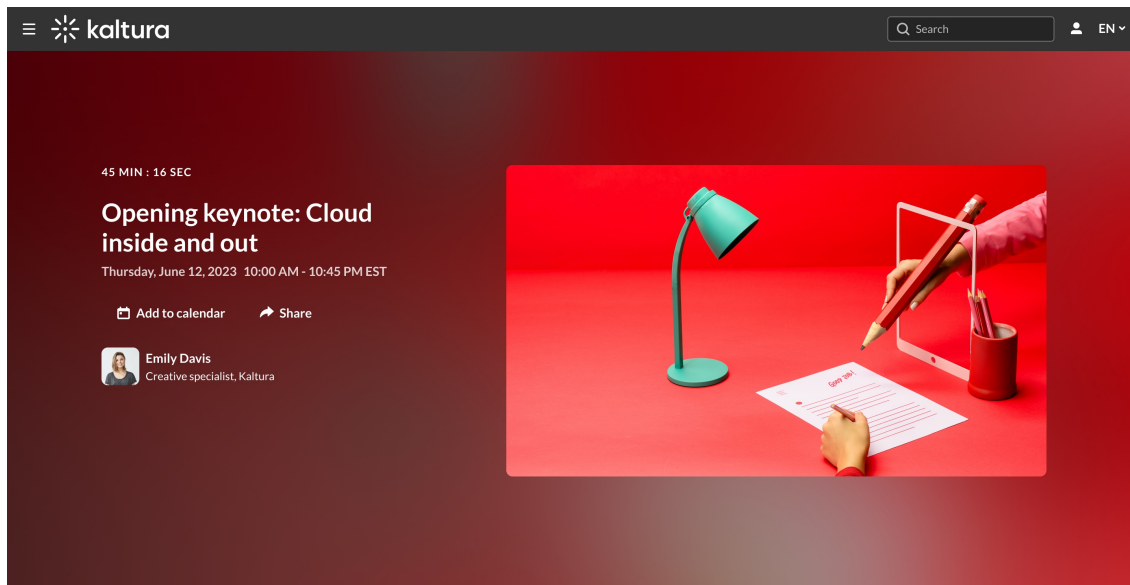 kaltura
Search
EN
45 MIN : 16 SEC
Opening keynote: Cloud
inside and out
Thursday, June 12, 2023 10:00 AM - 10:45 PM EST
Add to calendar
Share
Emily Davis
Creative specialist, Kaltura